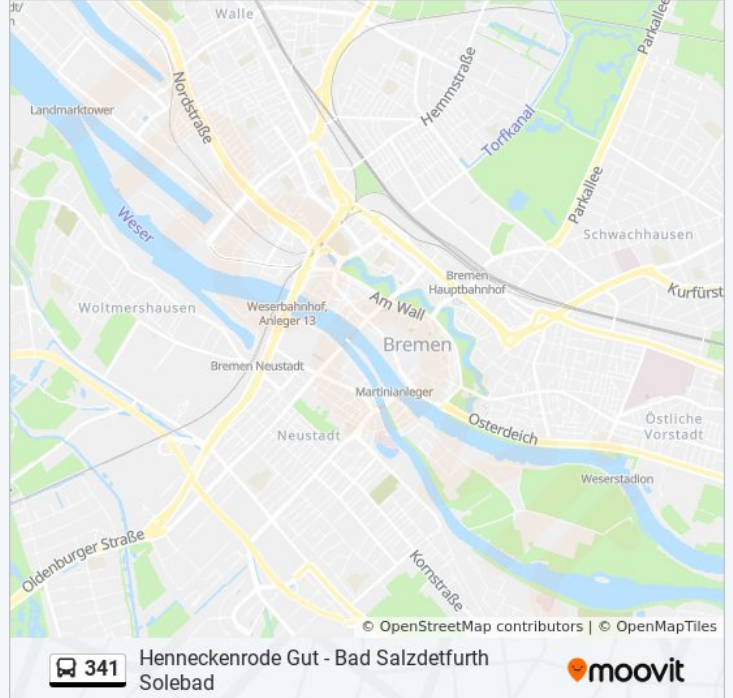 Walle
Parkallee
Hemmstraße
Nordstraße
Landmarktower
Torfkanal
Parkallee
Weser
Schwachhausen
Bremen
Hauptbahnhof
Kurfürst
Woltmershausen
Weserbahnhof,
Anleger 13
Am Wall
Bremen
Bremen Neustadt
Martinianleger
Osterdeich
Östliche
Vorstadt
Neustadt
Weserstadion
Oldenburger Straße
Kornstraße
© OpenStreetMap contributors | © OpenMapTiles
341
Henneckenrode Gut - Bad Salzdetfurth
Solebad
moovit